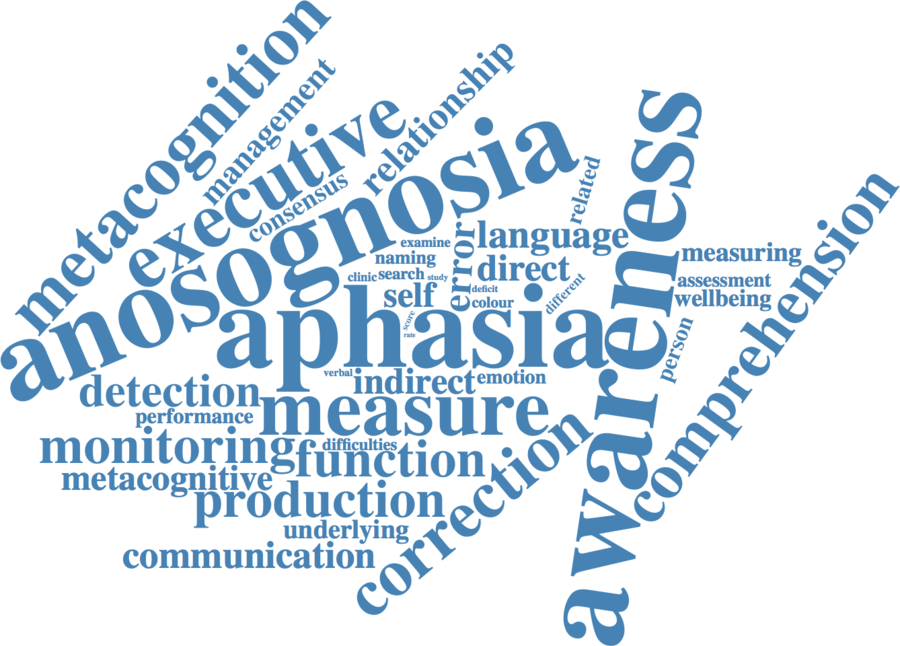 metacognition
management
executive
relationship
consensus
anosognosia
related
awareness
examine
error
language
naming
measuring
clinic
search
study
direct
assessment
deficit
different
self
colour
wellbeing
score
rate
aphasia
person
comprehension
verbal
indirect
emotion
detection
performance
measure
monitoring
difficulties
function
correction
metacognitive
production
underlying
communication